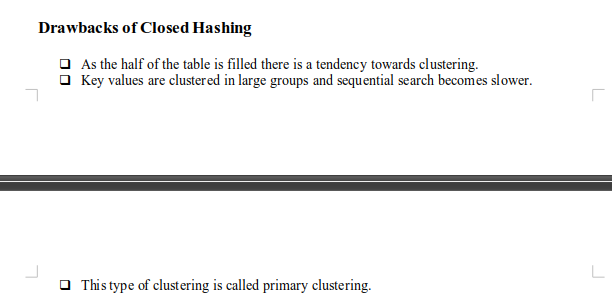 Drawbacks of Closed Hashing
❑ As the half of the table is filled there is a tendency towards clustering.
❑ Key values are clustered in large groups and sequential search becomes slower.
❑ This type of clustering is called primary clustering.